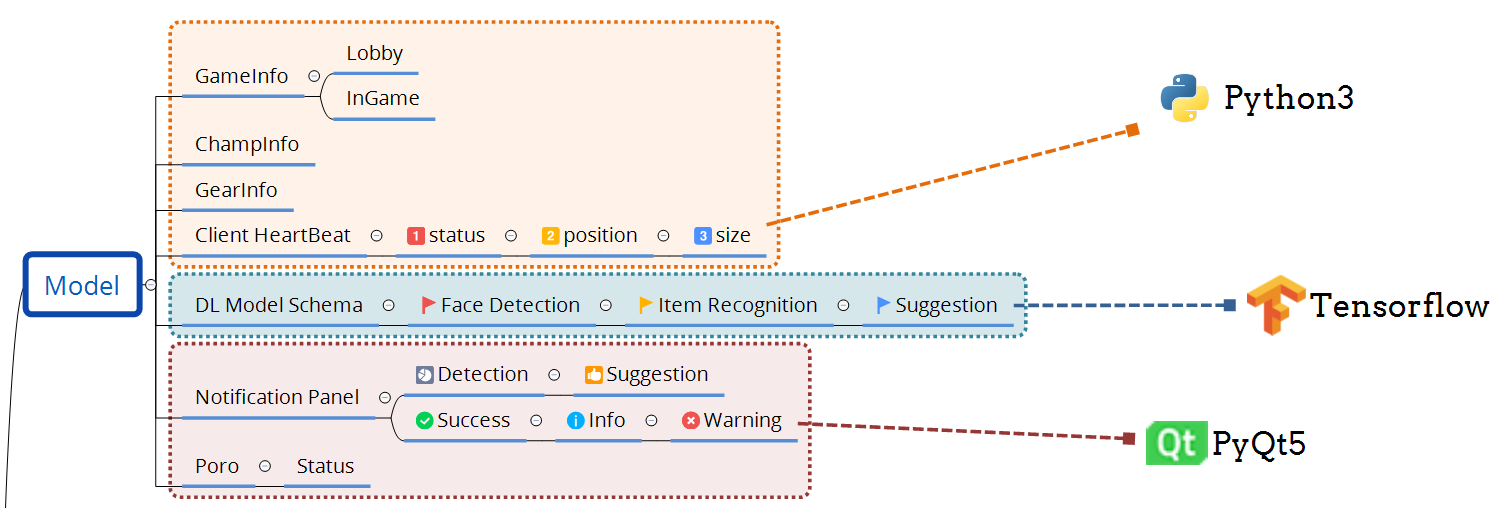 Lobby
GameInfo
InGame
Python3
ChampInfo
GearInfo
Client HeartBeat 1 status 2 position 3 size
Model
DL Model Schema Face Detection Item Recognition Suggestion
Tensorflow
Detection Suggestion
Notification Panel
Success Info Warning
Qt PyQt5
Poro Status